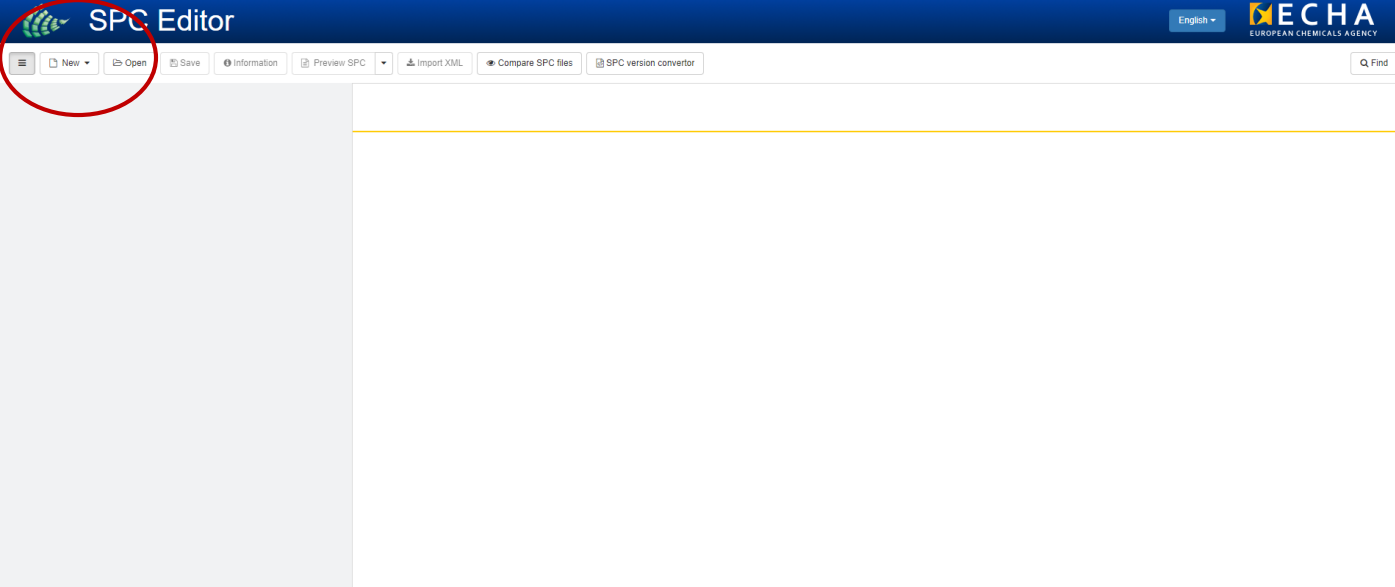 SPC Editor
English
ECHA
EUROPEAN CHEMICALS AGENCY
New Open Save Information Preview SPC Import XML Compare SPC files SPC version convertor Find